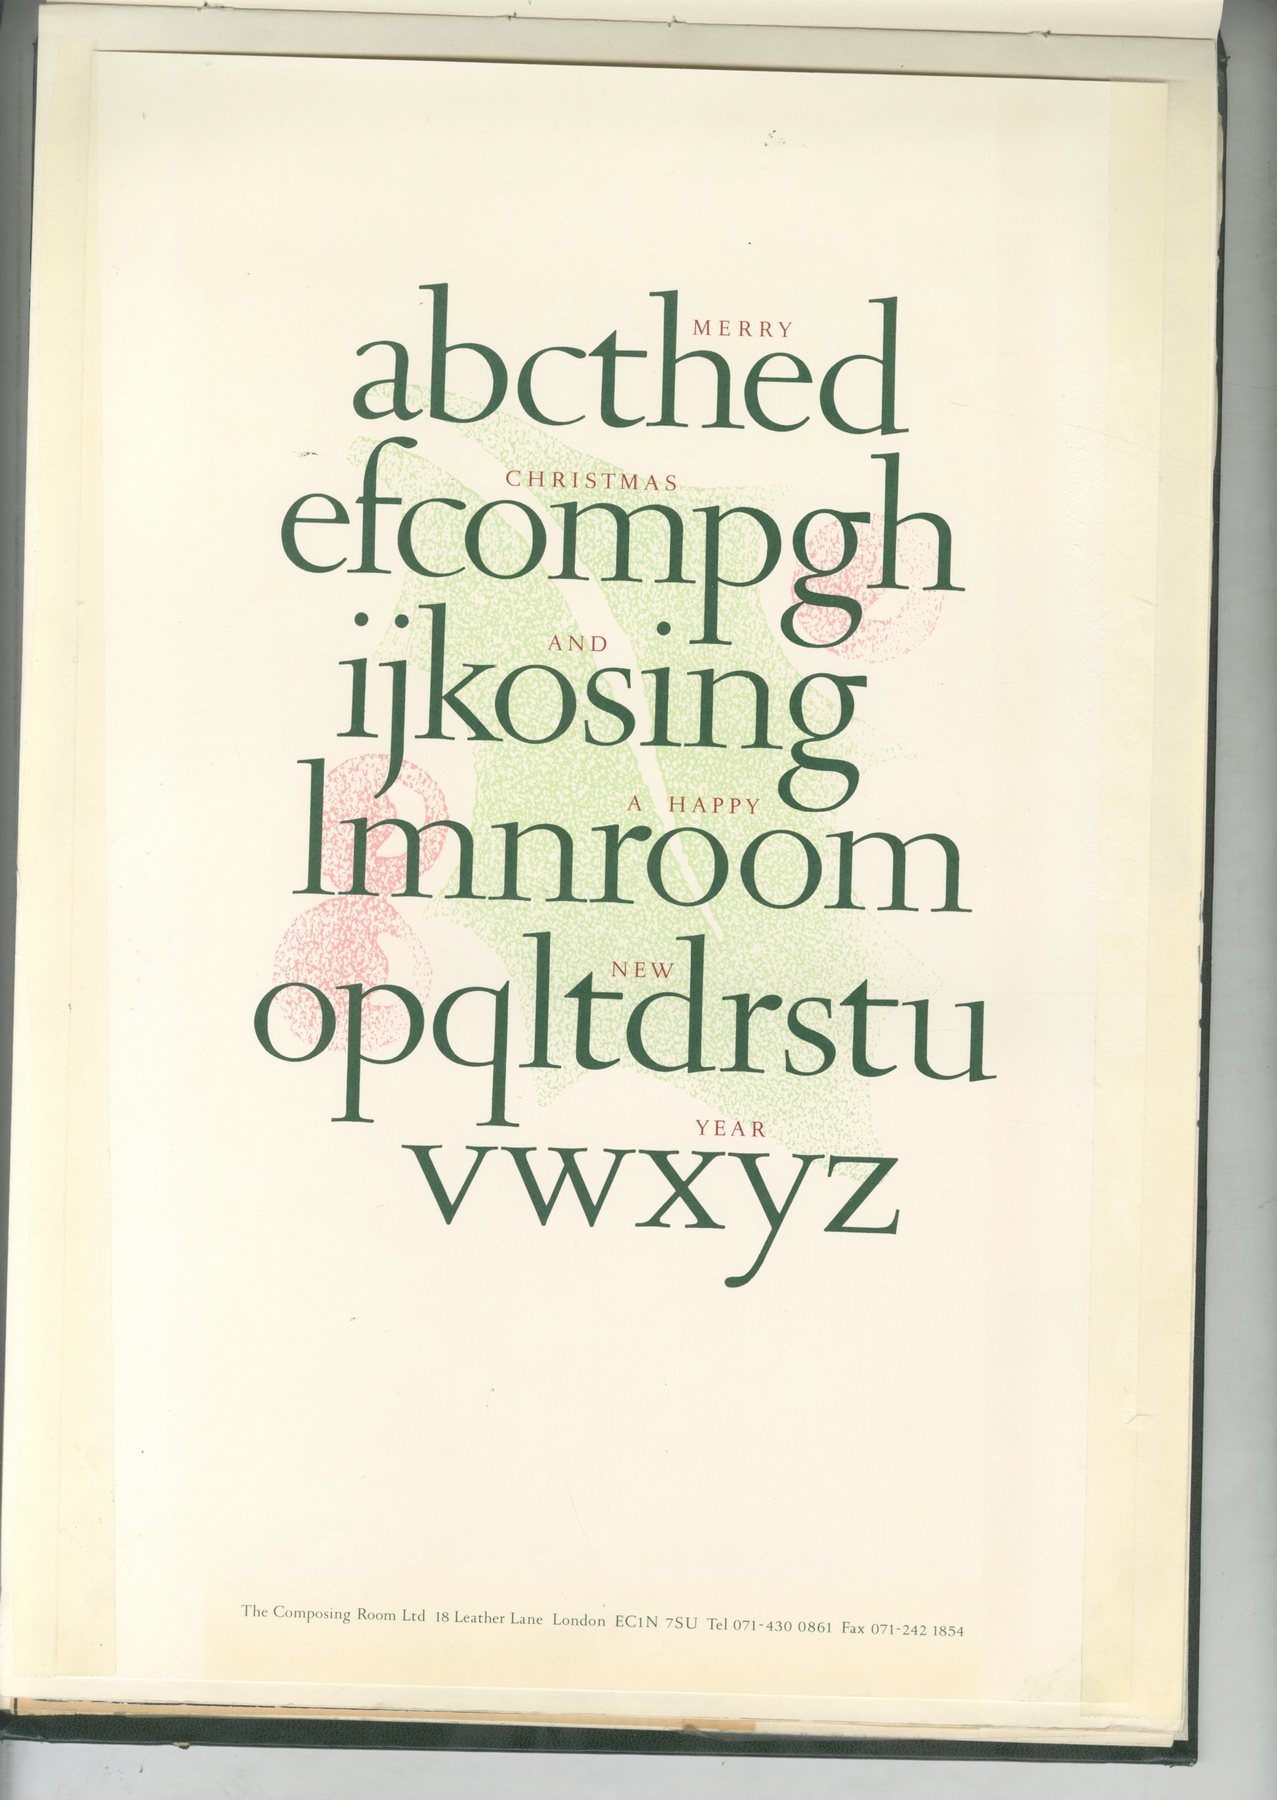 MERRY
abcthed
CHRISTMAS
efcompgh
AND
ijkosing
A HAPPY
lmnroom
NEW
opqltdrstu
YEAR
vwxyz
The Composing Room Ltd 18 Leather Lane London EC1N 7SU Tel 071-430 0861 Fax 071-242 1854